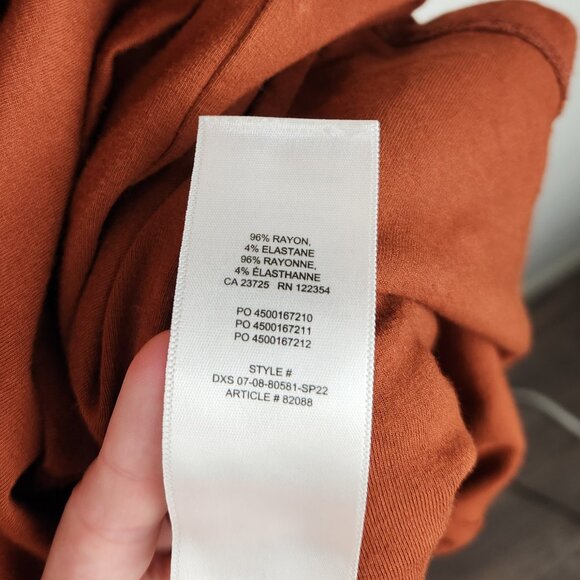 96% RAYON,
4% ELASTANE
96% RAYONNE,
4% ÉLASTHANNE
CA 23725 RN 122354
PO 4500167210
PO 4500167211
PO 4500167212
STYLE #
DXS 07-08-80581-SP22
ARTICLE # 82088